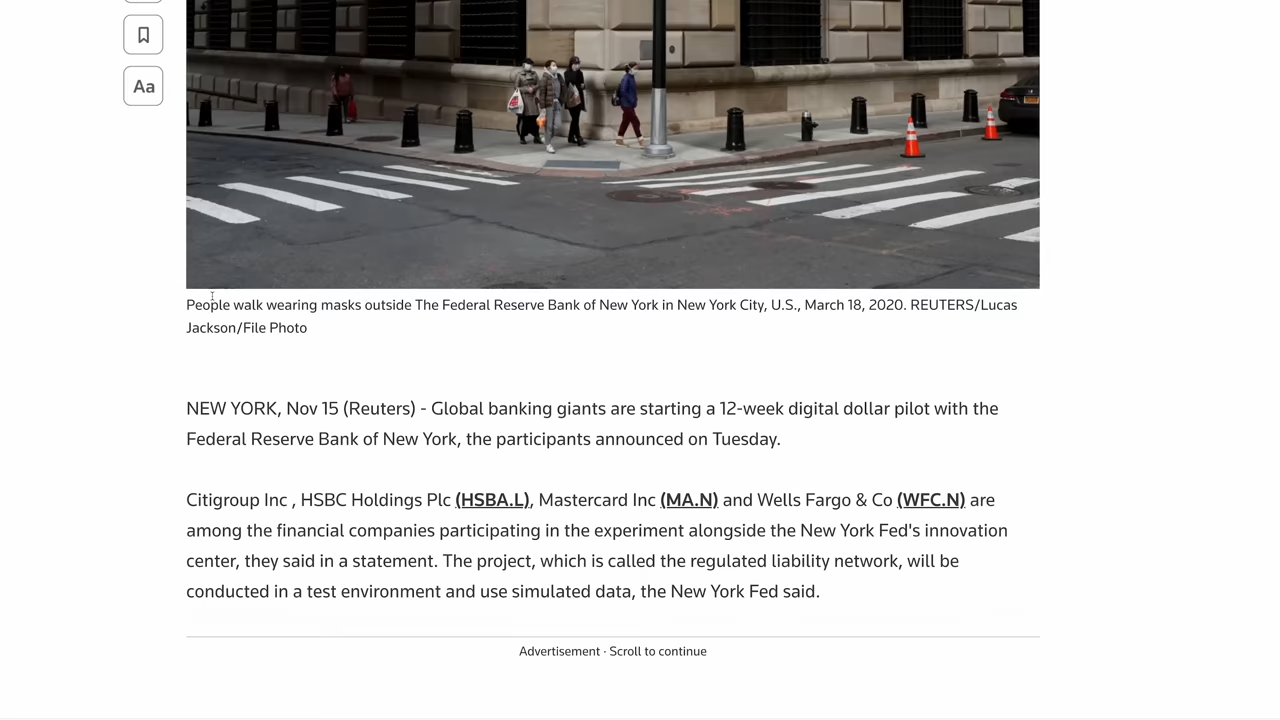 Aa
People walk wearing masks outside The Federal Reserve Bank of New York in New York City, U.S., March 18, 2020. REUTERS/Lucas
Jackson/File Photo
NEW YORK, Nov 15 (Reuters) - Global banking giants are starting a 12-week digital dollar pilot with the
Federal Reserve Bank of New York, the participants announced on Tuesday.
Citigroup Inc , HSBC Holdings Plc (HSBA.L), Mastercard Inc (MA.N) and Wells Fargo & Co (WFC.N) are
among the financial companies participating in the experiment alongside the New York Fed's innovation
center, they said in a statement. The project, which is called the regulated liability network, will be
conducted in a test environment and use simulated data, the New York Fed said.
Advertisement · Scroll to continue